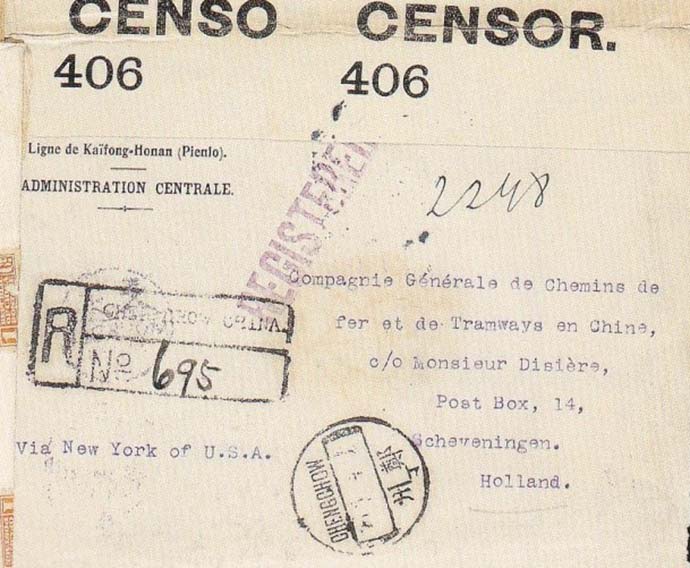 CENSO CENSOR.
406 406
Ligne de Kaïfong-Honan (Pienlo).
ADMINISTRATION CENTRALE.
REGISTERED
2248
Compagnie Générale de Chemins de
fer et de Tramways en Chine,
c/o Monsieur Disière,
Post Box, 14,
Scheveningen.
Holland.
R
No 695
Via New York of U.S.A.
CHENGCHOW
鄭州